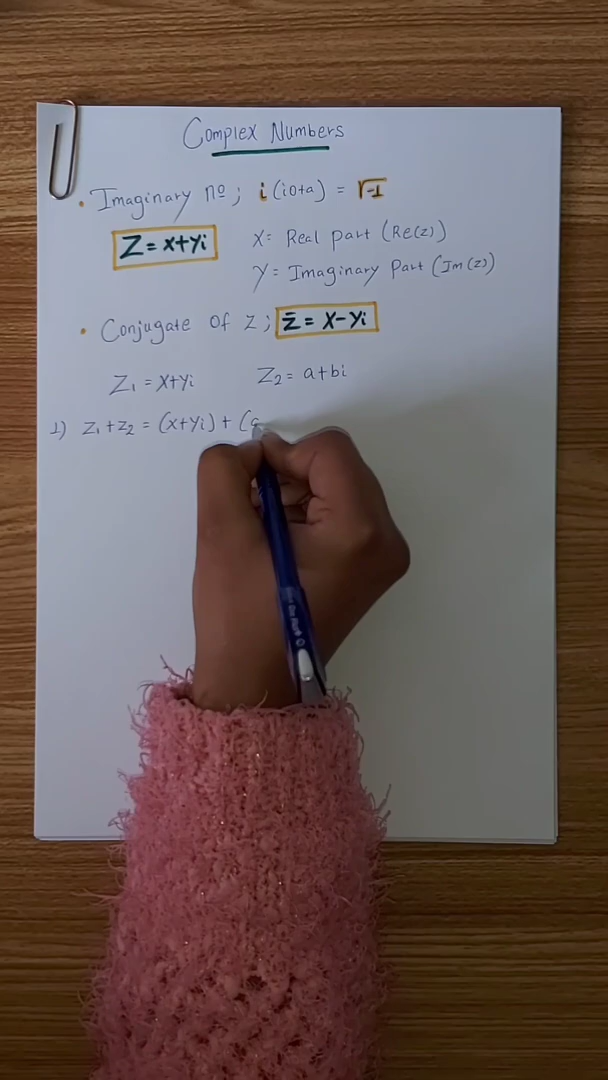 Complex Numbers
• Imaginary nº ; i (iota) = √-1
Z = x+yi
x = Real part (Re(z))
y = Imaginary Part (Im(z))
• Conjugate of z ; z̄ = x-yi
Z₁ = x+yi Z₂ = a+bi
1) Z₁+Z₂ = (x+yi) + (a